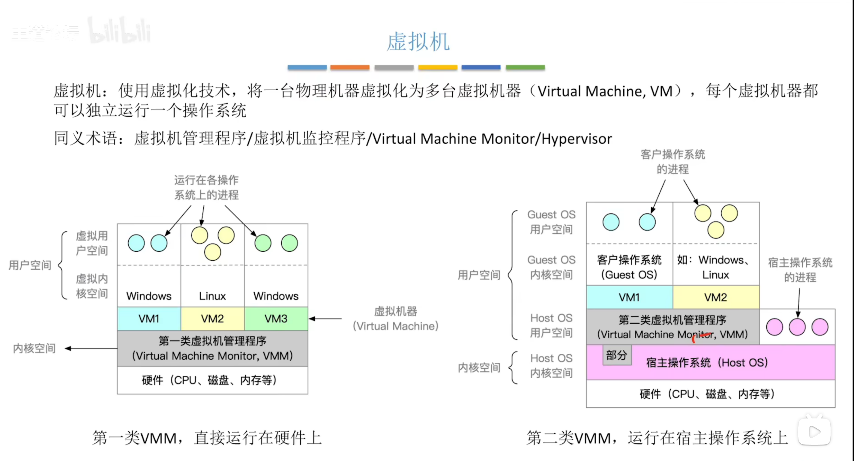 bilibili
虚拟机
虚拟机：使用虚拟化技术，将一台物理机器虚拟化为多台虚拟机器（Virtual Machine, VM），每个虚拟机器都
可以独立运行一个操作系统
同义术语：虚拟机管理程序/虚拟机监控程序/Virtual Machine Monitor/Hypervisor
运行在各操作
系统上的进程
用户空间
虚拟用
户空间
虚拟内
核空间
Windows
Linux
Windows
VM1
VM2
VM3
虚拟机器
（Virtual Machine）
内核空间
第一类虚拟机管理程序
(Virtual Machine Monitor, VMM)
硬件（CPU、磁盘、内存等）
第一类VMM，直接运行在硬件上
客户操作系统
的进程
用户空间
Guest OS
用户空间
Guest OS
内核空间
Host OS
用户空间
客户操作系统
(Guest OS)
如：Windows、
Linux
VM1
VM2
宿主操作系统
的进程
第二类虚拟机管理程序
(Virtual Machine Monitor, VMM)
内核空间
Host OS
内核空间
部分
宿主操作系统（Host OS）
硬件（CPU、磁盘、内存等）
第二类VMM，运行在宿主操作系统上